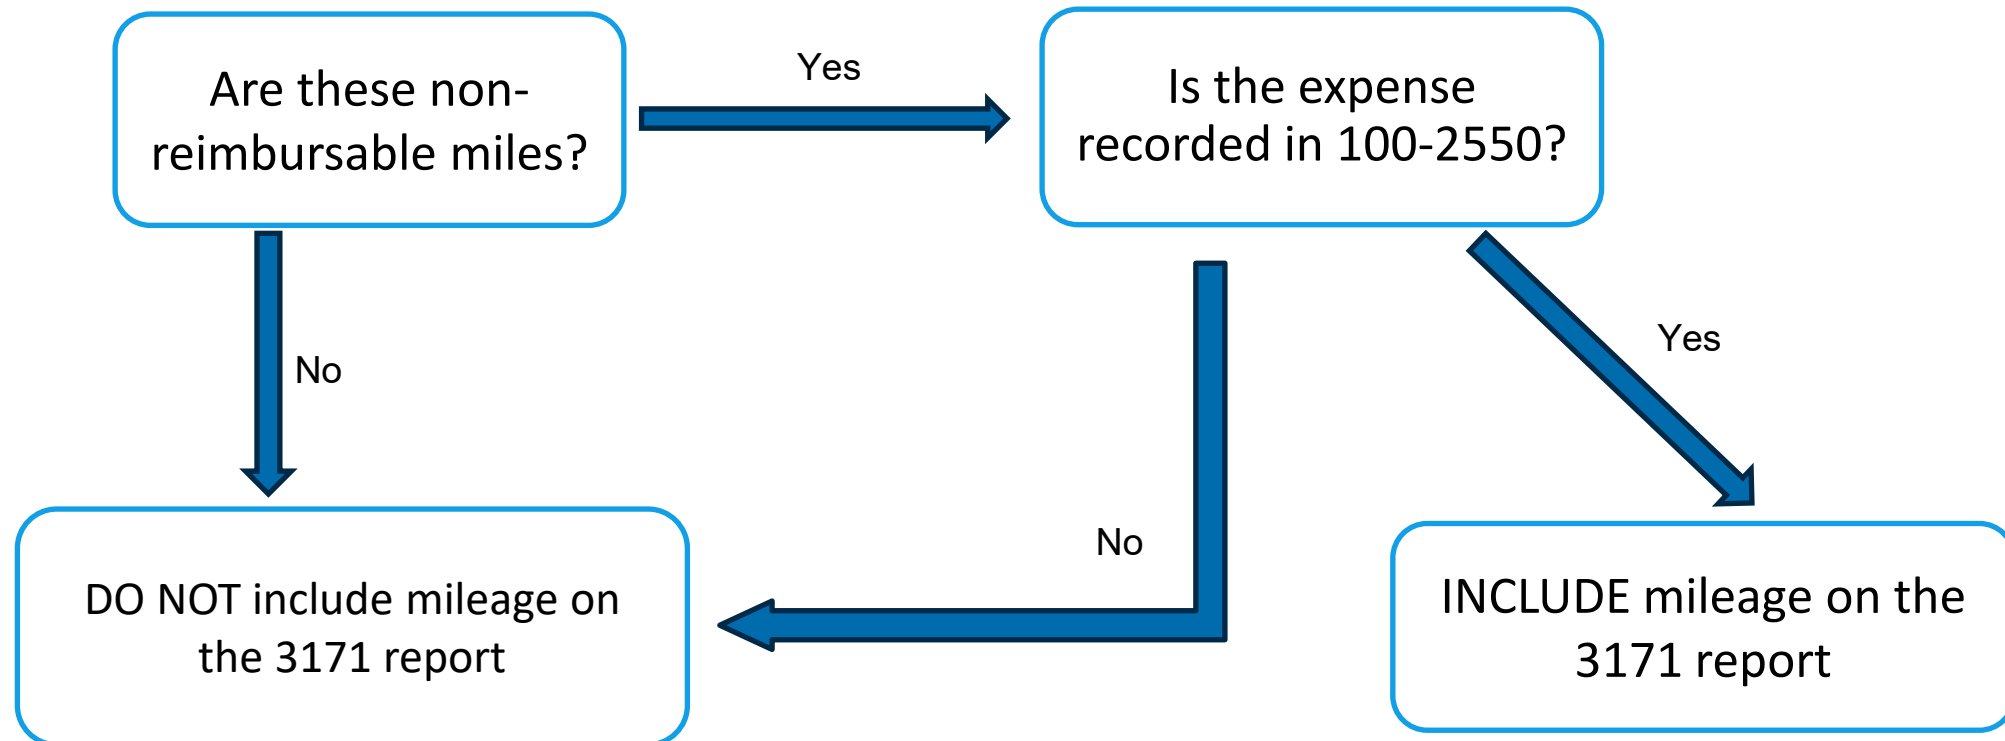 Are these non-
reimbursable miles?
Yes
Is the expense
recorded in 100-2550?
No
Yes
No
DO NOT include mileage on
the 3171 report
INCLUDE mileage on the
3171 report